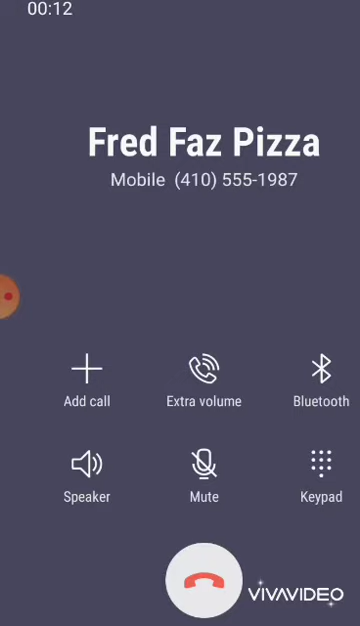 00:12
Fred Faz Pizza
Mobile (410) 555-1987
Add call
Extra volume
Bluetooth
Speaker
Mute
Keypad
VIVAVIDEO